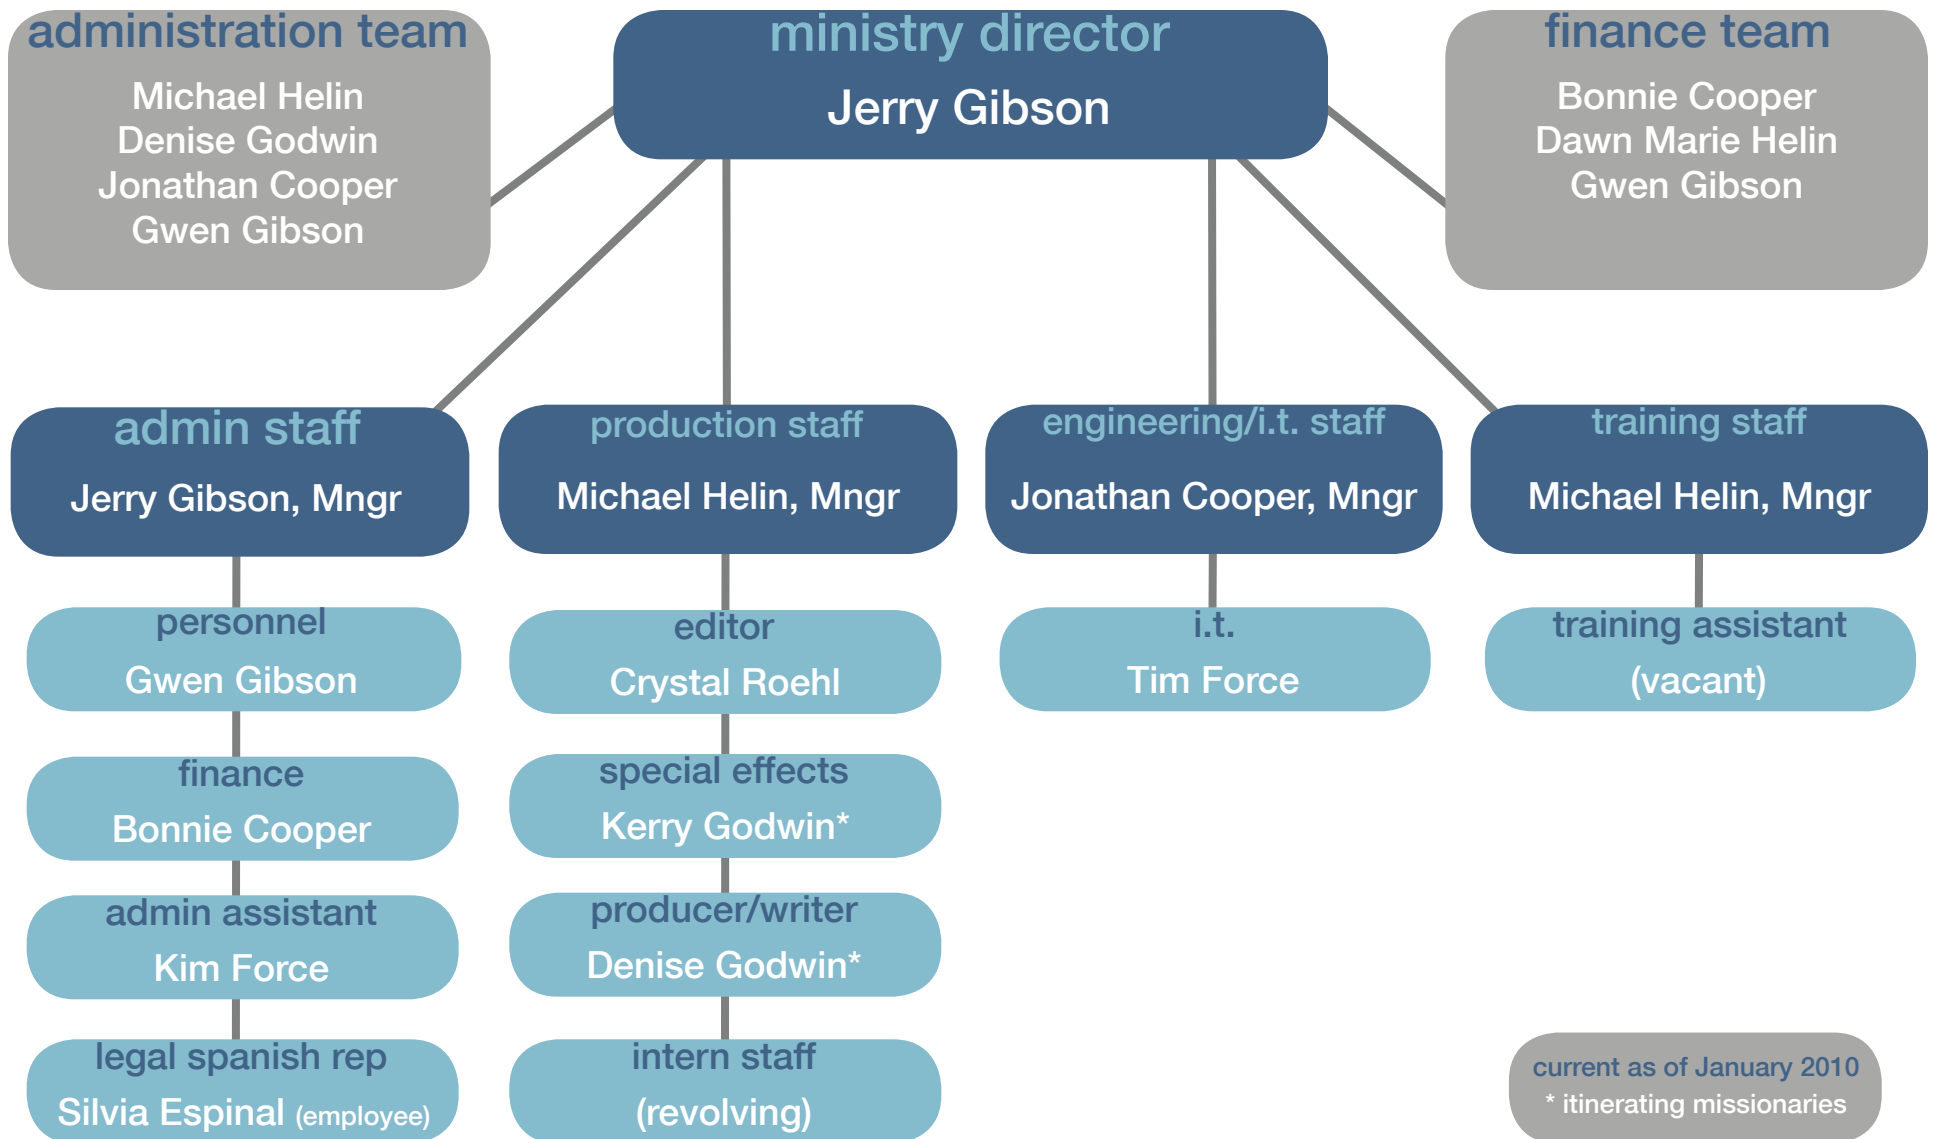 administration team
Michael Helin
Denise Godwin
Jonathan Cooper
Gwen Gibson
ministry director
Jerry Gibson
finance team
Bonnie Cooper
Dawn Marie Helin
Gwen Gibson
admin staff
Jerry Gibson, Mngr
production staff
Michael Helin, Mngr
engineering/i.t. staff
Jonathan Cooper, Mngr
training staff
Michael Helin, Mngr
personnel
Gwen Gibson
finance
Bonnie Cooper
admin assistant
Kim Force
legal spanish rep
Silvia Espinal (employee)
editor
Crystal Roehl
special effects
Kerry Godwin*
producer/writer
Denise Godwin*
intern staff
(revolving)
i.t.
Tim Force
training assistant
(vacant)
current as of January 2010
* itinerating missionaries